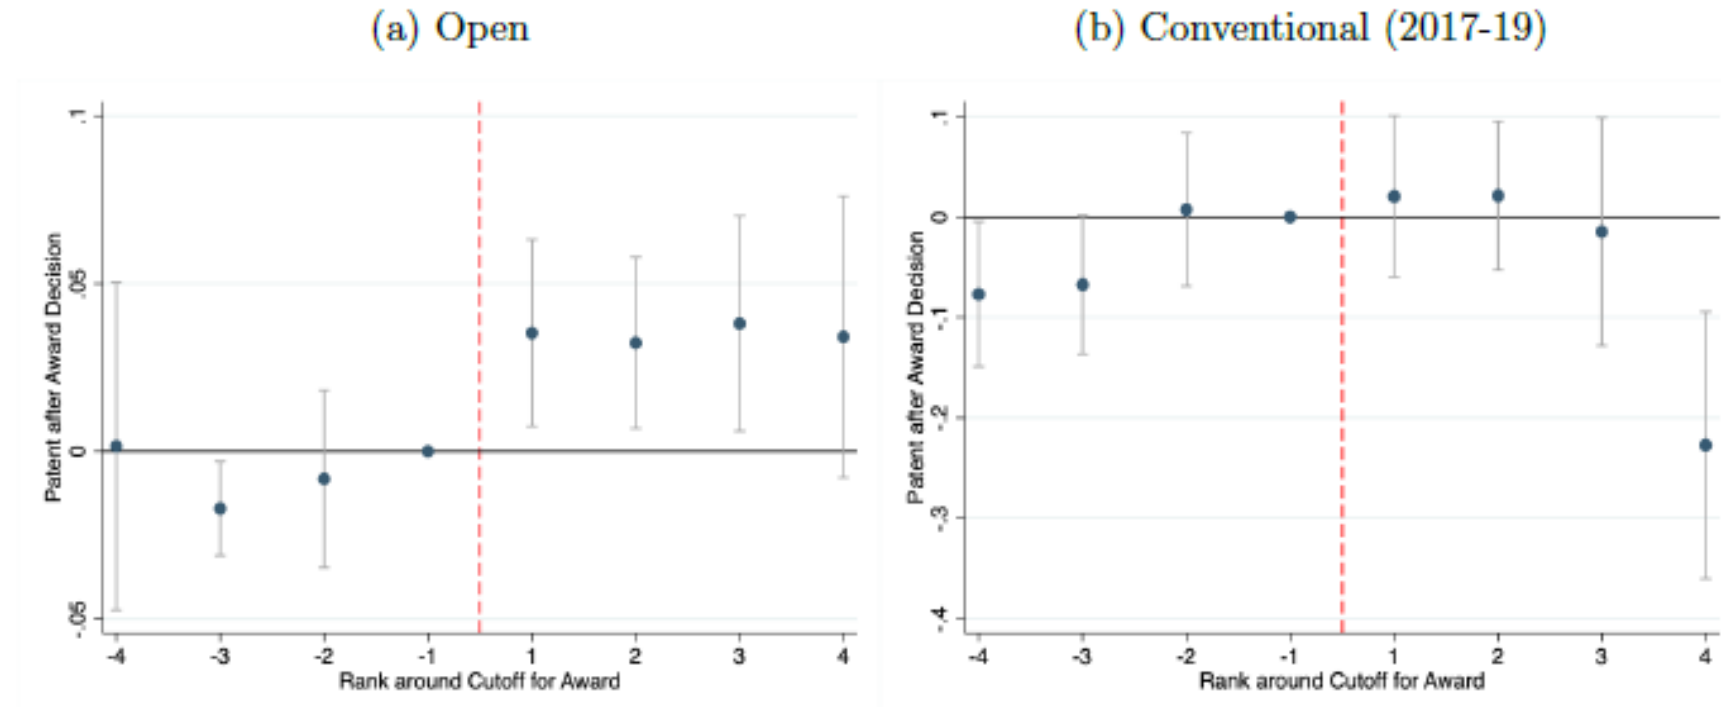 (a) Open
.1
.05
0
-.05
Patent after Award Decision
-4 -3 -2 -1 1 2 3 4
Rank around Cutoff for Award
(b) Conventional (2017-19)
.1
0
-.1
-.2
-.3
-.4
Patent after Award Decision
-4 -3 -2 -1 1 2 3 4
Rank around Cutoff for Award